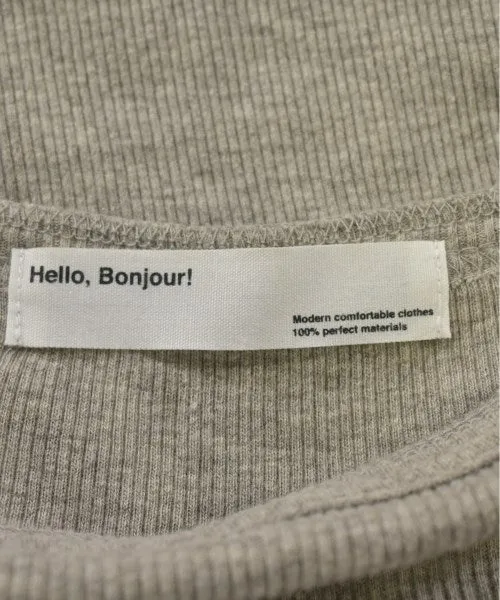 Hello, Bonjour!
Modern comfortable clothes
100% perfect materials